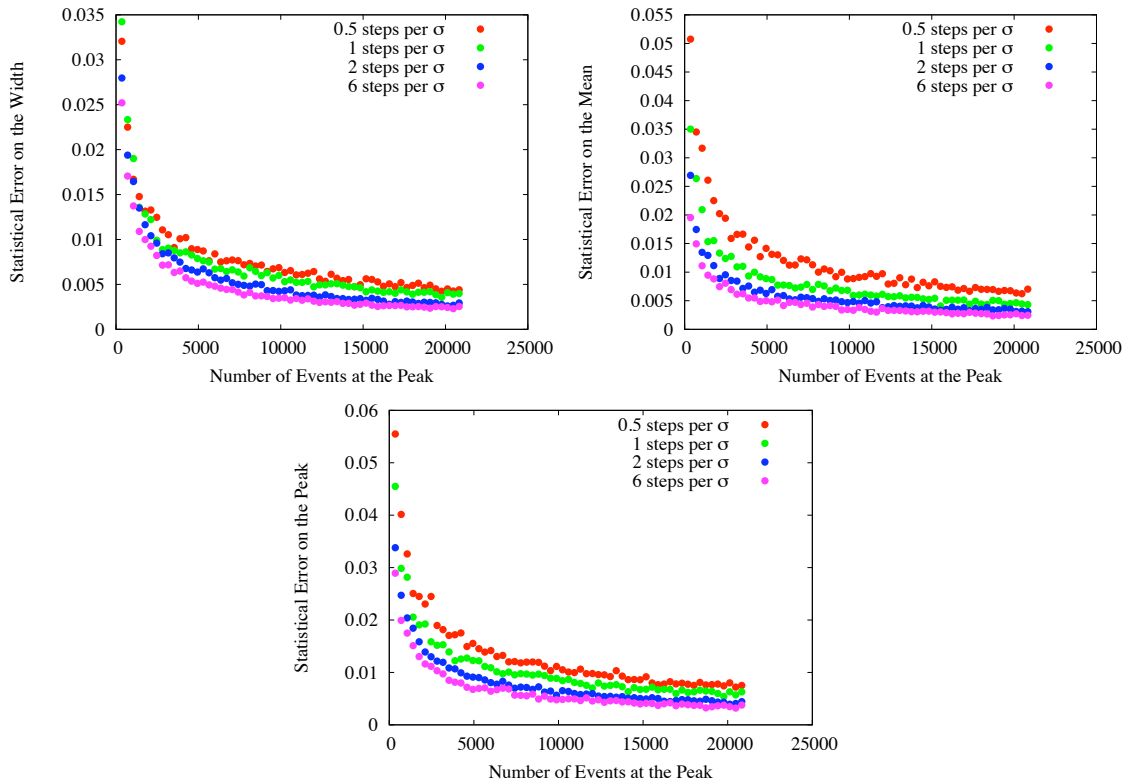 Statistical Error on the Width
0.035
0.03
0.025
0.02
0.015
0.01
0.005
0
0.5 steps per σ
1 steps per σ
2 steps per σ
6 steps per σ
0 5000 10000 15000 20000 25000
Number of Events at the Peak
Statistical Error on the Mean
0.055
0.05
0.045
0.04
0.035
0.03
0.025
0.02
0.015
0.01
0.005
0
0.5 steps per σ
1 steps per σ
2 steps per σ
6 steps per σ
0 5000 10000 15000 20000 25000
Number of Events at the Peak
Statistical Error on the Peak
0.06
0.05
0.04
0.03
0.02
0.01
0
0.5 steps per σ
1 steps per σ
2 steps per σ
6 steps per σ
0 5000 10000 15000 20000 25000
Number of Events at the Peak